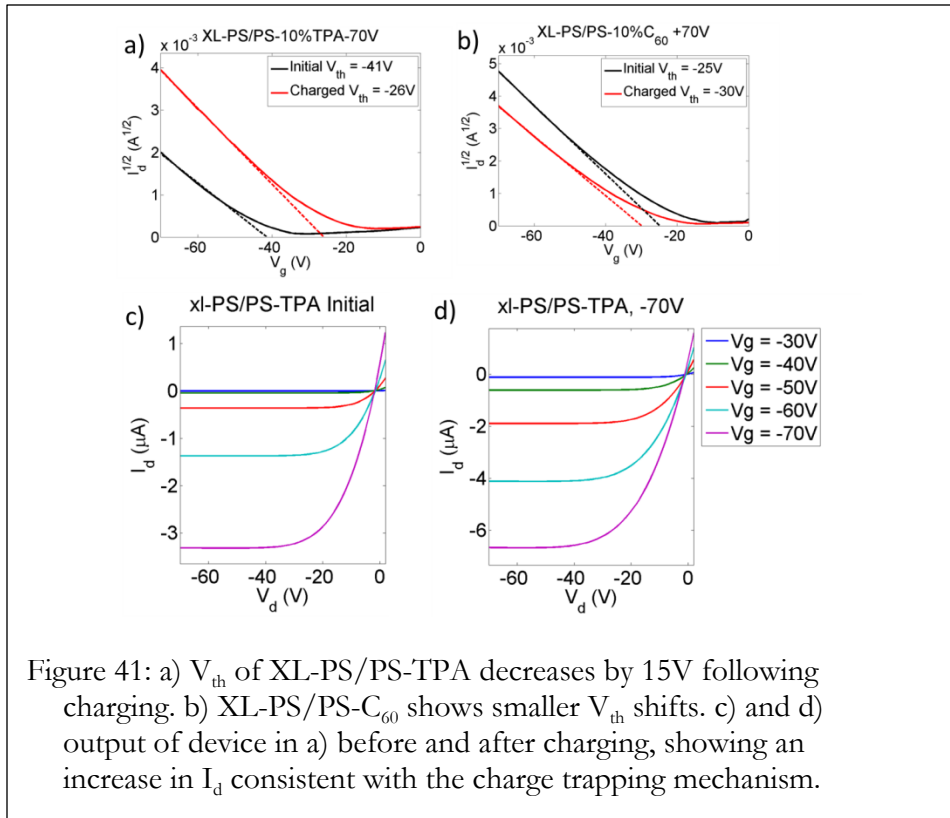 a)
× 10⁻³ XL-PS/PS-10%TPA-70V
Initial V_th = -41V
Charged V_th = -26V
I_d^1/2 (A^1/2)
4
3
2
1
0
-60 -40 -20 0
V_g (V)
b)
× 10⁻³ XL-PS/PS-10%C₆₀ +70V
Initial V_th = -25V
Charged V_th = -30V
I_d^1/2 (A^1/2)
5
4
3
2
1
0
-60 -40 -20 0
V_g (V)
c)
xl-PS/PS-TPA Initial
I_d (µA)
1
0
-1
-2
-3
-60 -40 -20 0
V_d (V)
d)
xl-PS/PS-TPA, -70V
I_d (µA)
0
-2
-4
-6
-60 -40 -20 0
V_d (V)
Vg = -30V
Vg = -40V
Vg = -50V
Vg = -60V
Vg = -70V
Figure 41: a) V_th of XL-PS/PS-TPA decreases by 15V following
charging. b) XL-PS/PS-C₆₀ shows smaller V_th shifts. c) and d)
output of device in a) before and after charging, showing an
increase in I_d consistent with the charge trapping mechanism.